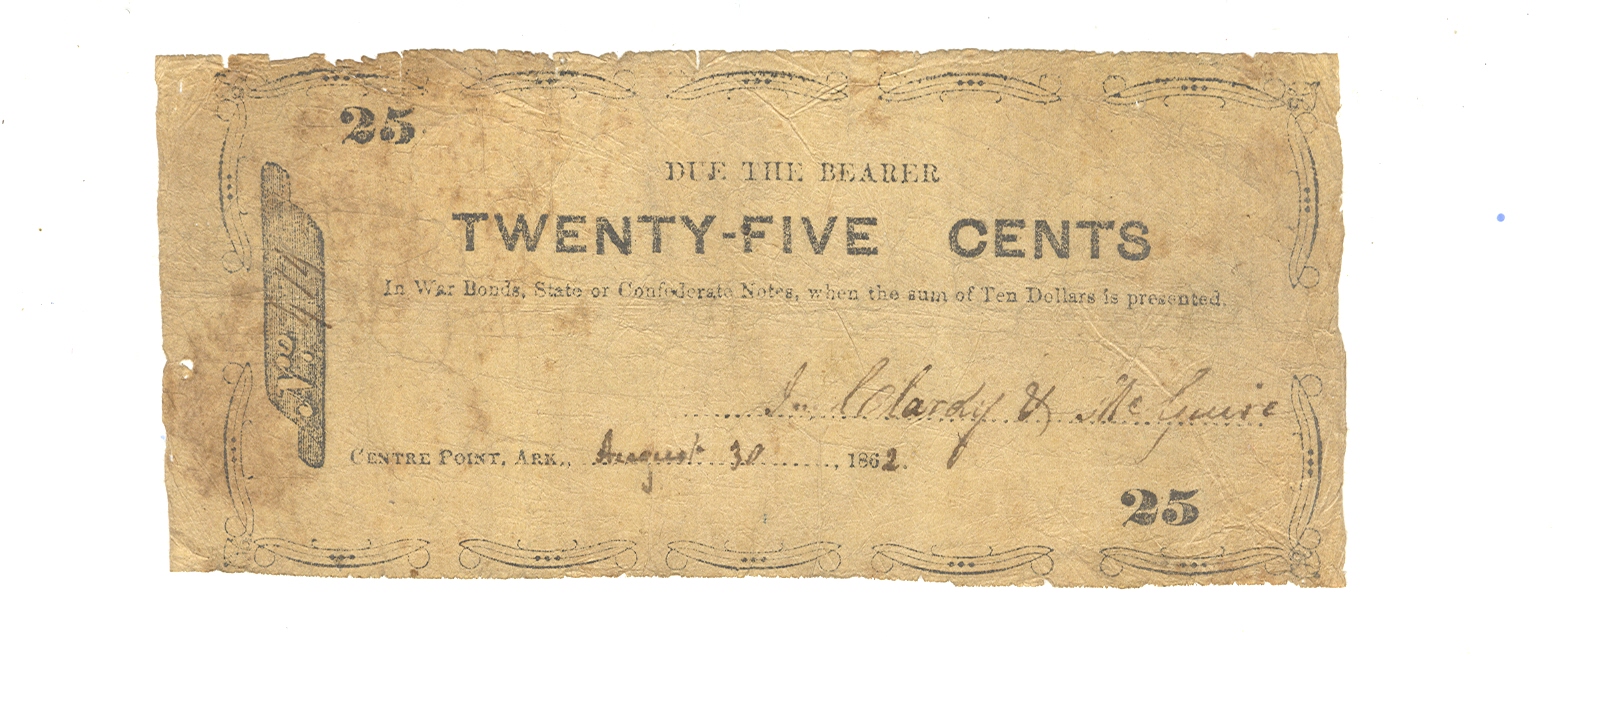 25
DUE THE BEARER
TWENTY-FIVE CENTS
In War Bonds, State or Confederate Notes, when the sum of Ten Dollars is presented.
No.
Clardy & McGuire
CENTRE POINT, ARK., August 30, 1862.
25